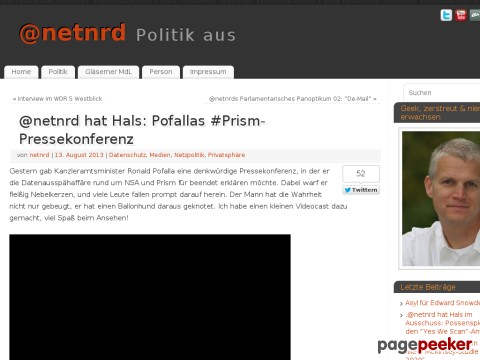 @netnrd Politik aus
Home
Politik
Gläserner MdL
Person
Impressum
« Interview im WDR 5 Westblick
@netnrds Parlamentarisches Panoptikum 02: "De-Mail" »
@netnrd hat Hals: Pofallas #Prism-
Pressekonferenz
von netnrd | 13. August 2013 | Datenschutz, Medien, Netzpolitik, Privatsphäre
52
Twittern
Gestern gab Kanzleramtsminister Ronald Pofalla eine denkwürdige Pressekonferenz, in der er
die Datenausspähaffäre rund um NSA und Prism für beendet erklären möchte. Dabei warf er
fleißig Nebelkerzen, und viele Leute fallen prompt darauf herein. Der Mann hat die Wahrheit
nicht nur gebeugt, er hat einen Ballonhund daraus geknotet. Ich habe einen kleinen Videocast dazu
gemacht, viel Spaß beim Ansehen!
Suchen
Geek, zerstreut & nie
erwachsen
Letzte Beiträge
Asyl für Edward Snowde
.@netnrd hat Hals im
Ausschuss: Possenspi
den "Yes We Scan"-An
pagepeeker